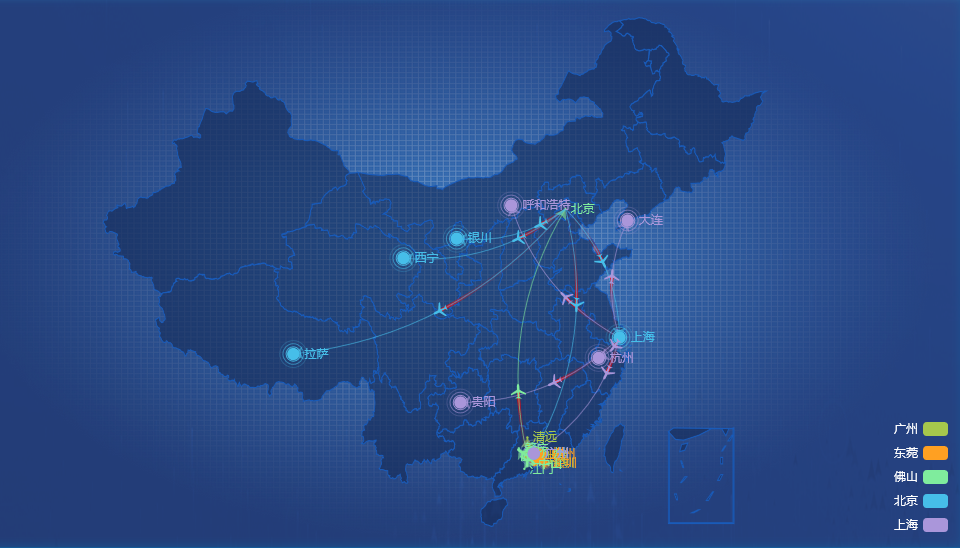 呼和浩特
北京
大连
银川
西宁
上海
拉萨
杭州
贵阳
清远
江门
广州
东莞
佛山
北京
上海